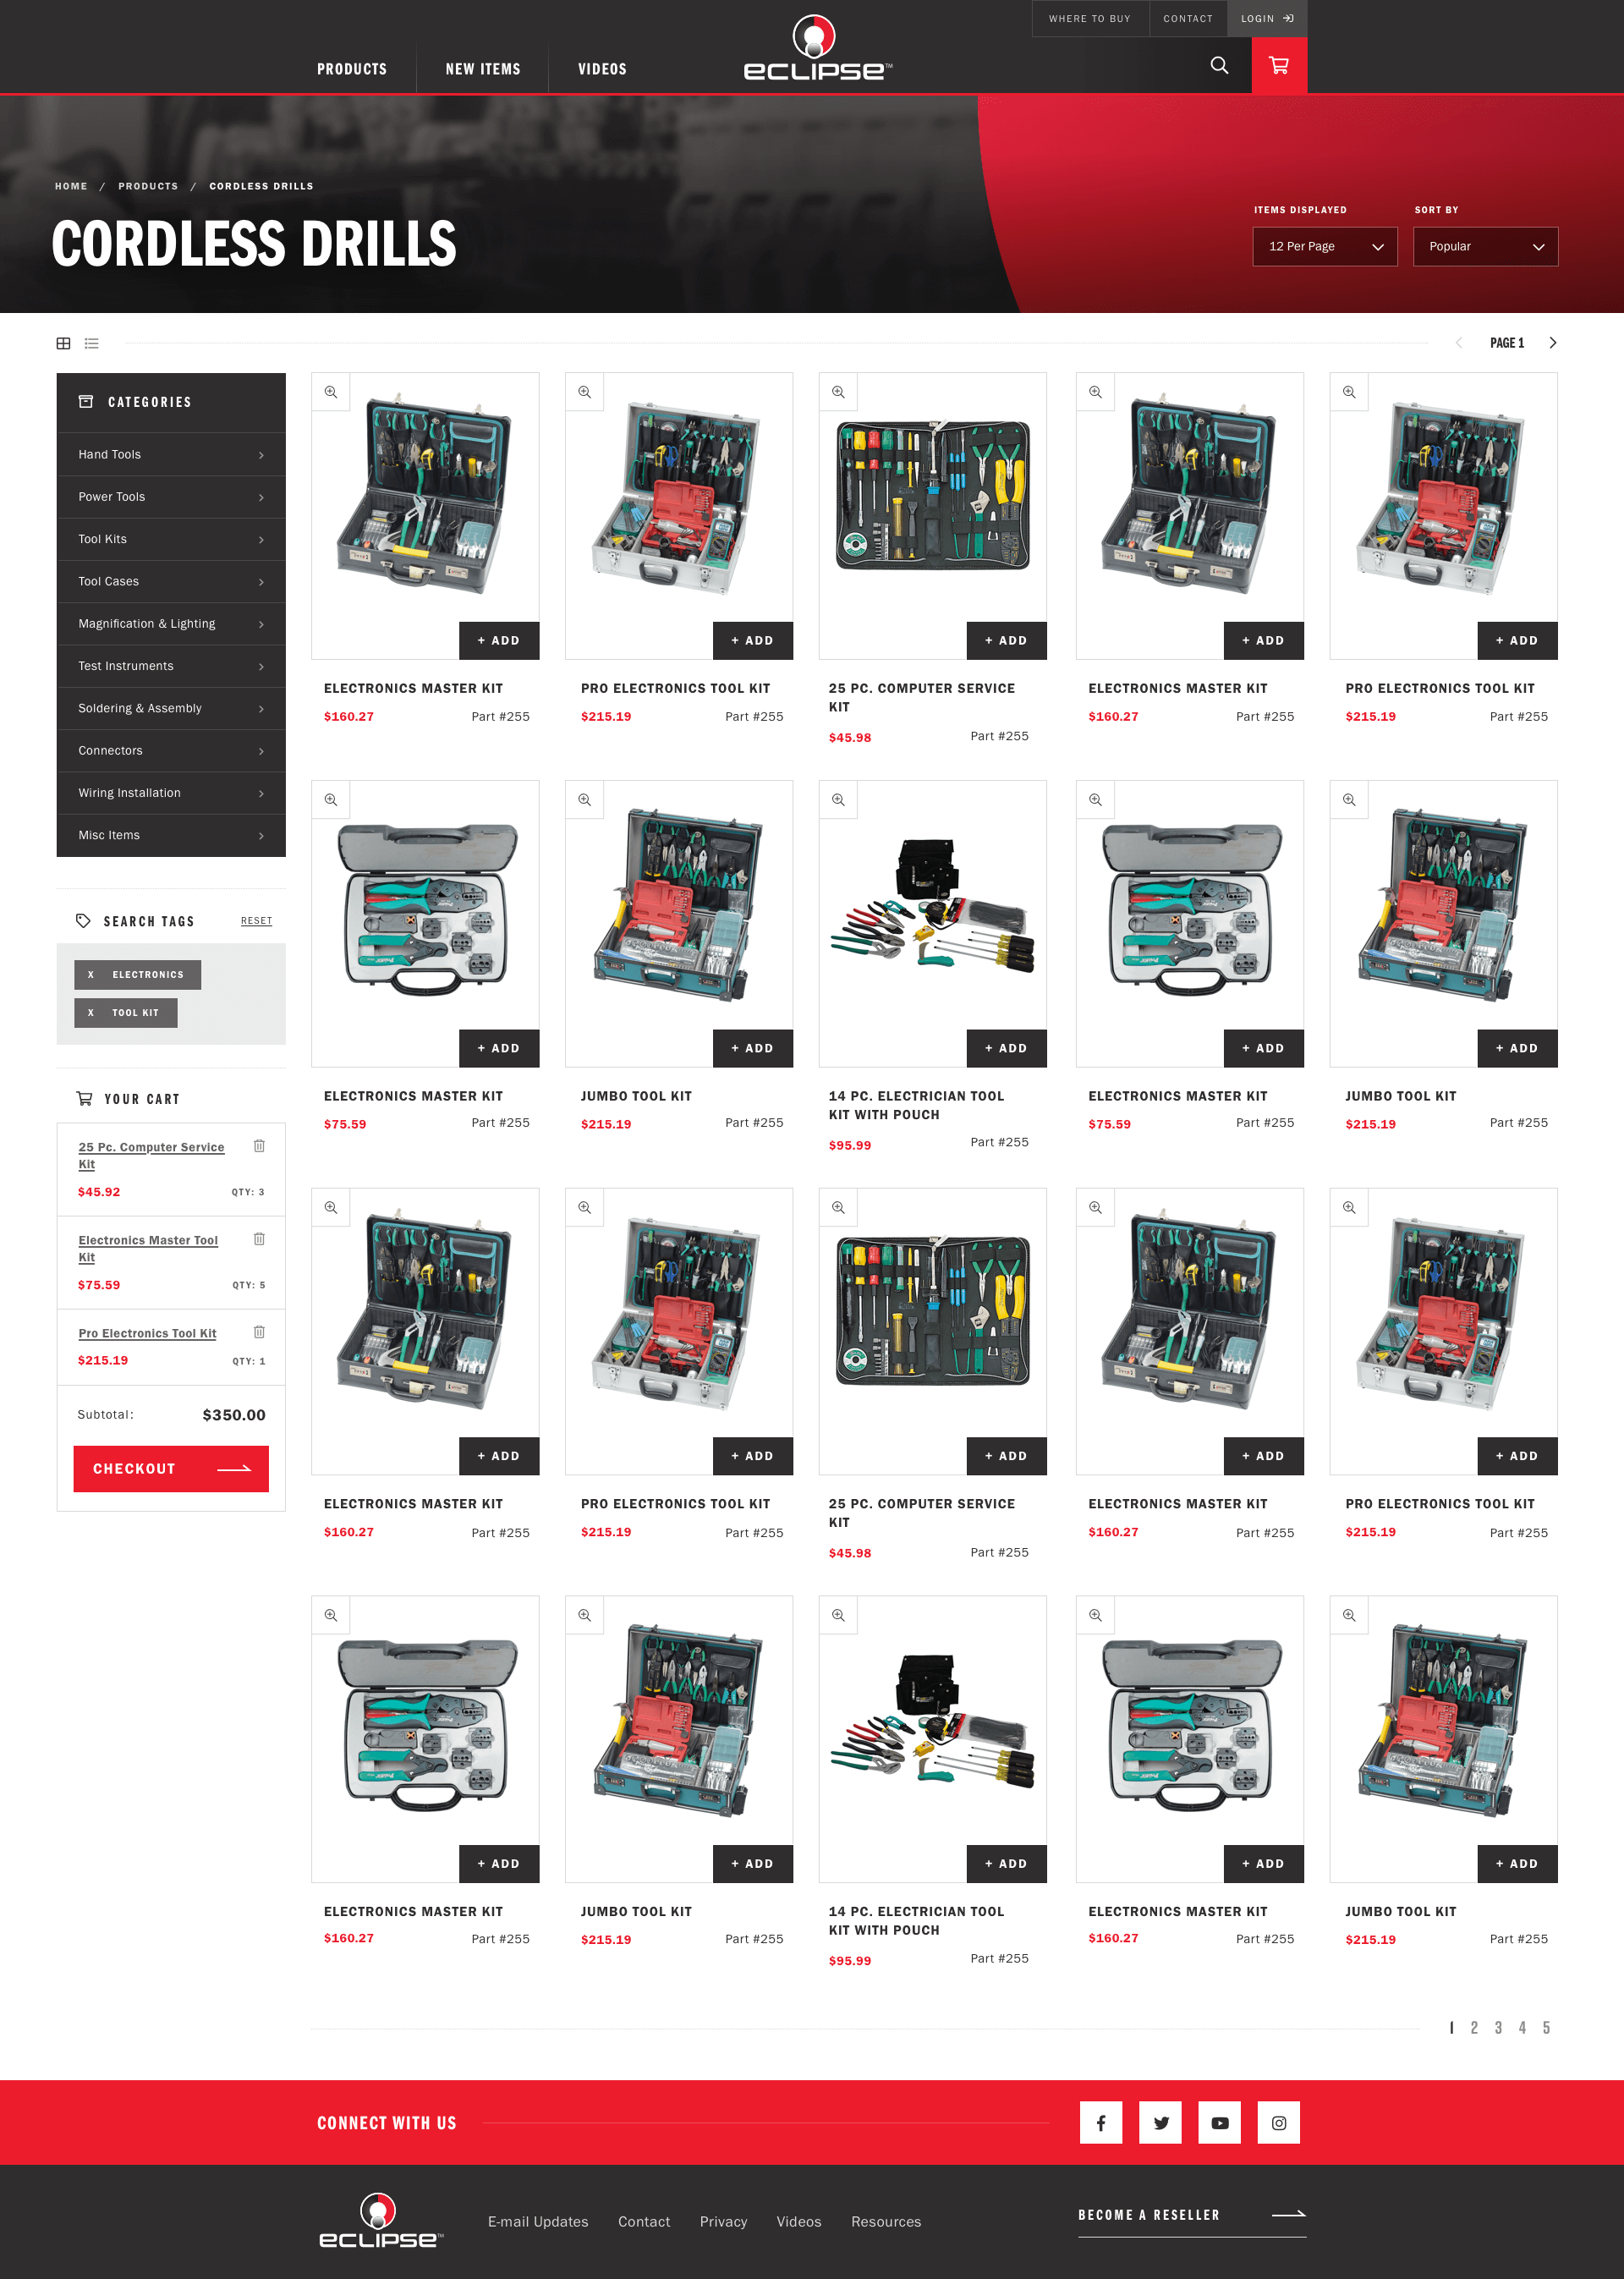 WHERE TO BUY
CONTACT
LOGIN
PRODUCTS
NEW ITEMS
VIDEOS
ECLIPSE™
HOME / PRODUCTS / CORDLESS DRILLS
CORDLESS DRILLS
ITEMS DISPLAYED
12 Per Page
SORT BY
Popular
PAGE 1
CATEGORIES
Hand Tools
Power Tools
Tool Kits
Tool Cases
Magnification & Lighting
Test Instruments
Soldering & Assembly
Connectors
Wiring Installation
Misc Items
SEARCH TAGS
RESET
X ELECTRONICS
X TOOL KIT
YOUR CART
25 Pc. Computer Service
Kit
$45.92
QTY: 3
Electronics Master Tool
Kit
$75.59
QTY: 5
Pro Electronics Tool Kit
$215.19
QTY: 1
Subtotal:
$350.00
CHECKOUT
+ ADD
ELECTRONICS MASTER KIT
$160.27
Part #255
+ ADD
PRO ELECTRONICS TOOL KIT
$215.19
Part #255
+ ADD
25 PC. COMPUTER SERVICE
KIT
$45.98
Part #255
+ ADD
ELECTRONICS MASTER KIT
$160.27
Part #255
+ ADD
PRO ELECTRONICS TOOL KIT
$215.19
Part #255
+ ADD
ELECTRONICS MASTER KIT
$75.59
Part #255
+ ADD
JUMBO TOOL KIT
$215.19
Part #255
+ ADD
14 PC. ELECTRICIAN TOOL
KIT WITH POUCH
$95.99
Part #255
+ ADD
ELECTRONICS MASTER KIT
$75.59
Part #255
+ ADD
JUMBO TOOL KIT
$215.19
Part #255
+ ADD
ELECTRONICS MASTER KIT
$160.27
Part #255
+ ADD
PRO ELECTRONICS TOOL KIT
$215.19
Part #255
+ ADD
25 PC. COMPUTER SERVICE
KIT
$45.98
Part #255
+ ADD
ELECTRONICS MASTER KIT
$160.27
Part #255
+ ADD
PRO ELECTRONICS TOOL KIT
$215.19
Part #255
+ ADD
ELECTRONICS MASTER KIT
$160.27
Part #255
+ ADD
JUMBO TOOL KIT
$215.19
Part #255
+ ADD
14 PC. ELECTRICIAN TOOL
KIT WITH POUCH
$95.99
Part #255
+ ADD
ELECTRONICS MASTER KIT
$160.27
Part #255
+ ADD
JUMBO TOOL KIT
$215.19
Part #255
1 2 3 4 5
CONNECT WITH US
ECLIPSE™
E-mail Updates
Contact
Privacy
Videos
Resources
BECOME A RESELLER